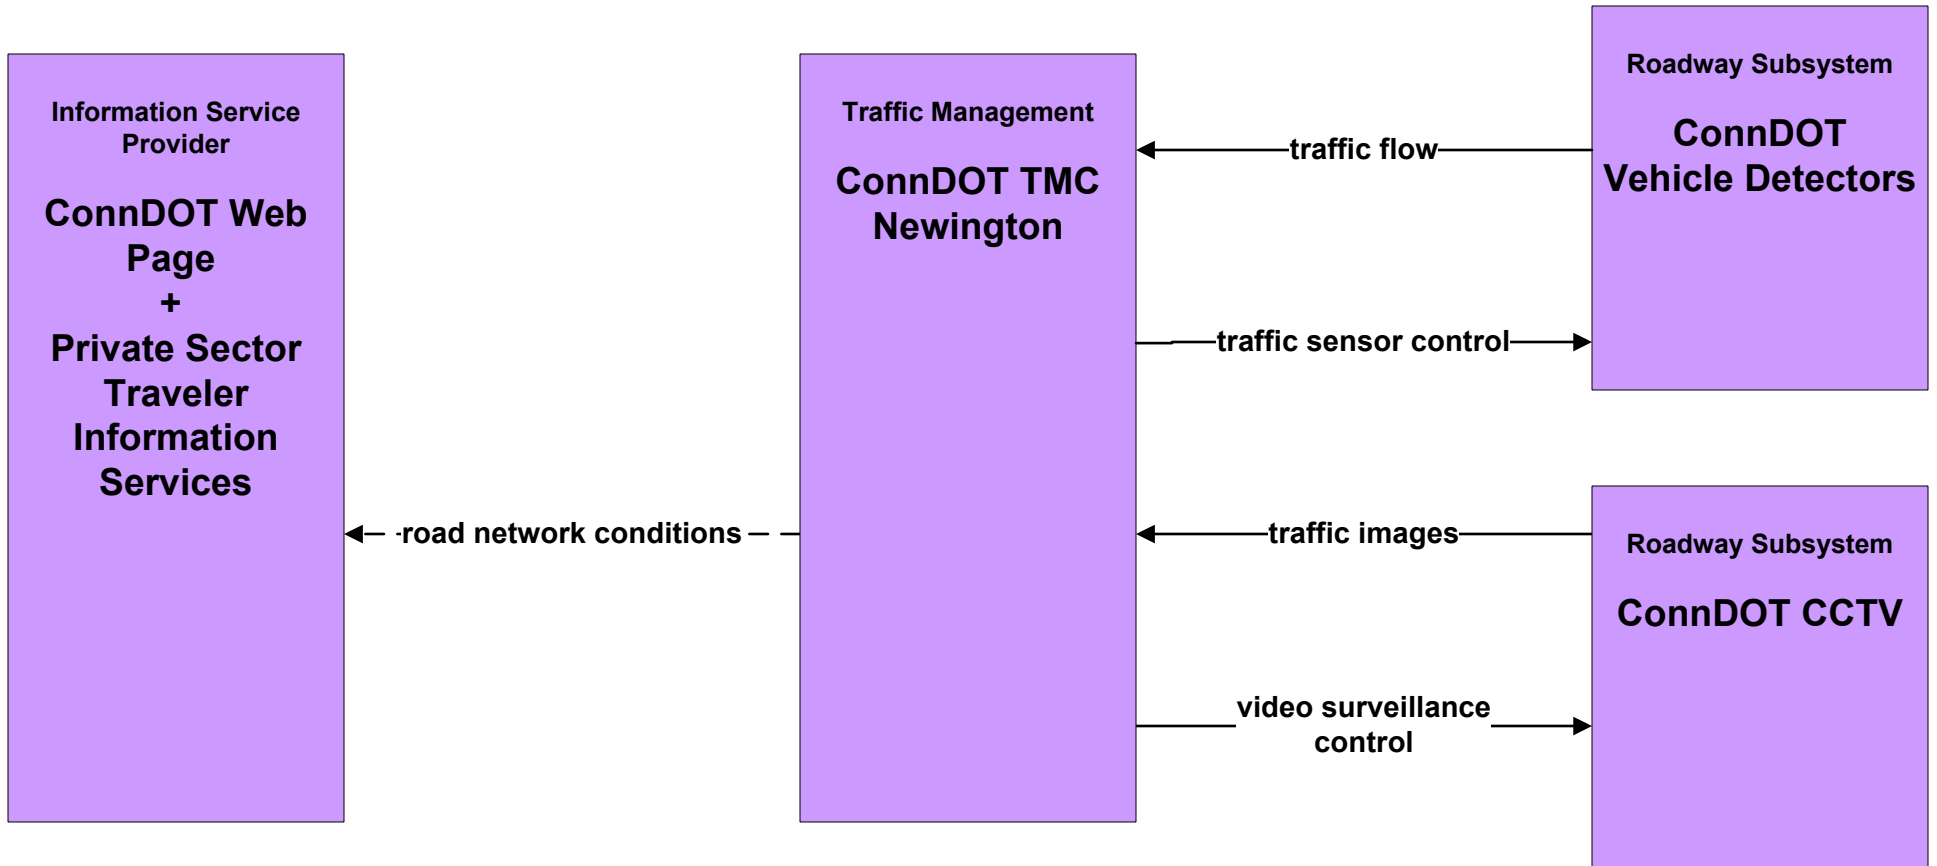 Information Service
Provider
ConnDOT Web
Page
+
Private Sector
Traveler
Information
Services
road network conditions
Traffic Management
ConnDOT TMC
Newington
traffic flow
traffic sensor control
traffic images
video surveillance
control
Roadway Subsystem
ConnDOT
Vehicle Detectors
Roadway Subsystem
ConnDOT CCTV